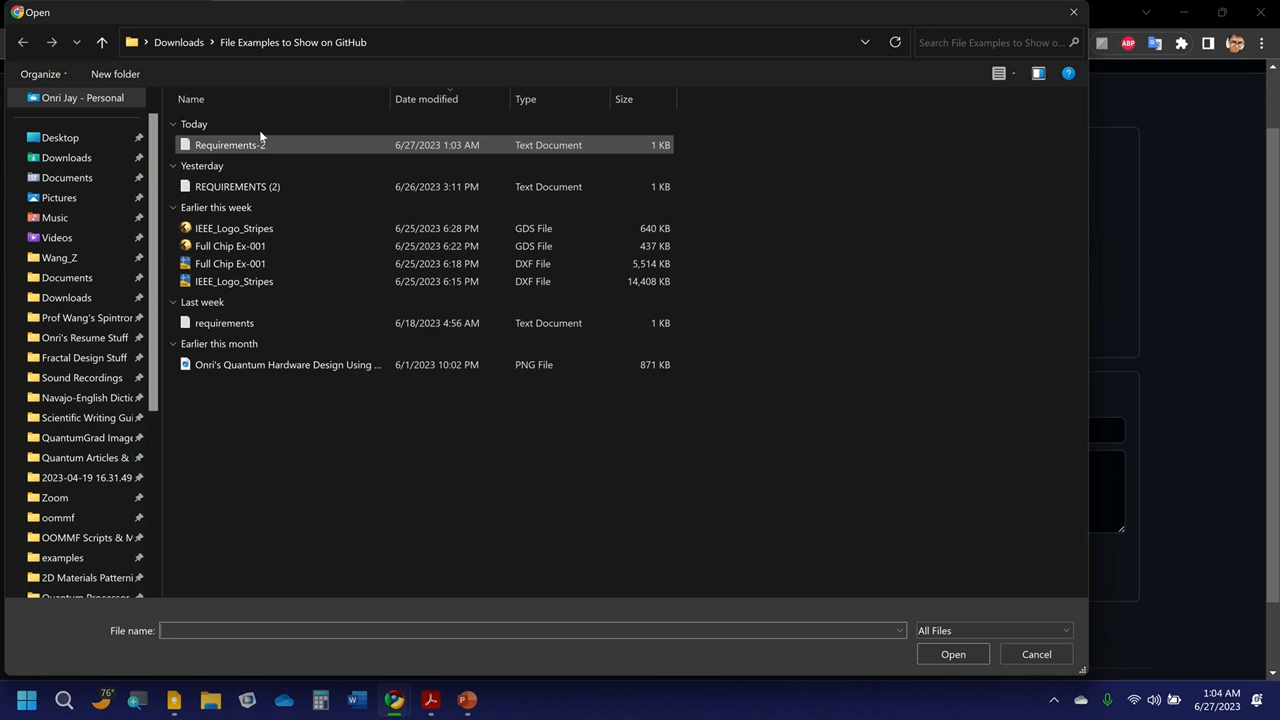 Open
Downloads
File Examples to Show on GitHub
Search File Examples to Show o...
ABP
Organize
New folder
?
Onri Jay - Personal
Desktop
Downloads
Documents
Pictures
Music
Videos
Wang_Z
Documents
Downloads
Prof Wang's Spintror
Onri's Resume Stuff
Fractal Design Stuff
Sound Recordings
Navajo-English Dictic
Scientific Writing Gui
QuantumGrad Image
Quantum Articles &
2023-04-19 16.31.49
Zoom
oommf
OOMMF Scripts & M
examples
2D Materials Patterni
Quantum Processor
Name Date modified Type Size
Today
Requirements-2 6/27/2023 1:03 AM Text Document 1 KB
Yesterday
REQUIREMENTS (2) 6/26/2023 3:11 PM Text Document 1 KB
Earlier this week
IEEE_Logo_Stripes 6/25/2023 6:28 PM GDS File 640 KB
Full Chip Ex-001 6/25/2023 6:22 PM GDS File 437 KB
Full Chip Ex-001 6/25/2023 6:18 PM DXF File 5,514 KB
IEEE_Logo_Stripes 6/25/2023 6:15 PM DXF File 14,408 KB
Last week
requirements 6/18/2023 4:56 AM Text Document 1 KB
Earlier this month
Onri's Quantum Hardware Design Using ... 6/1/2023 10:02 PM PNG File 871 KB
File name:
All Files
Open
Cancel
76°
1:04 AM
6/27/2023